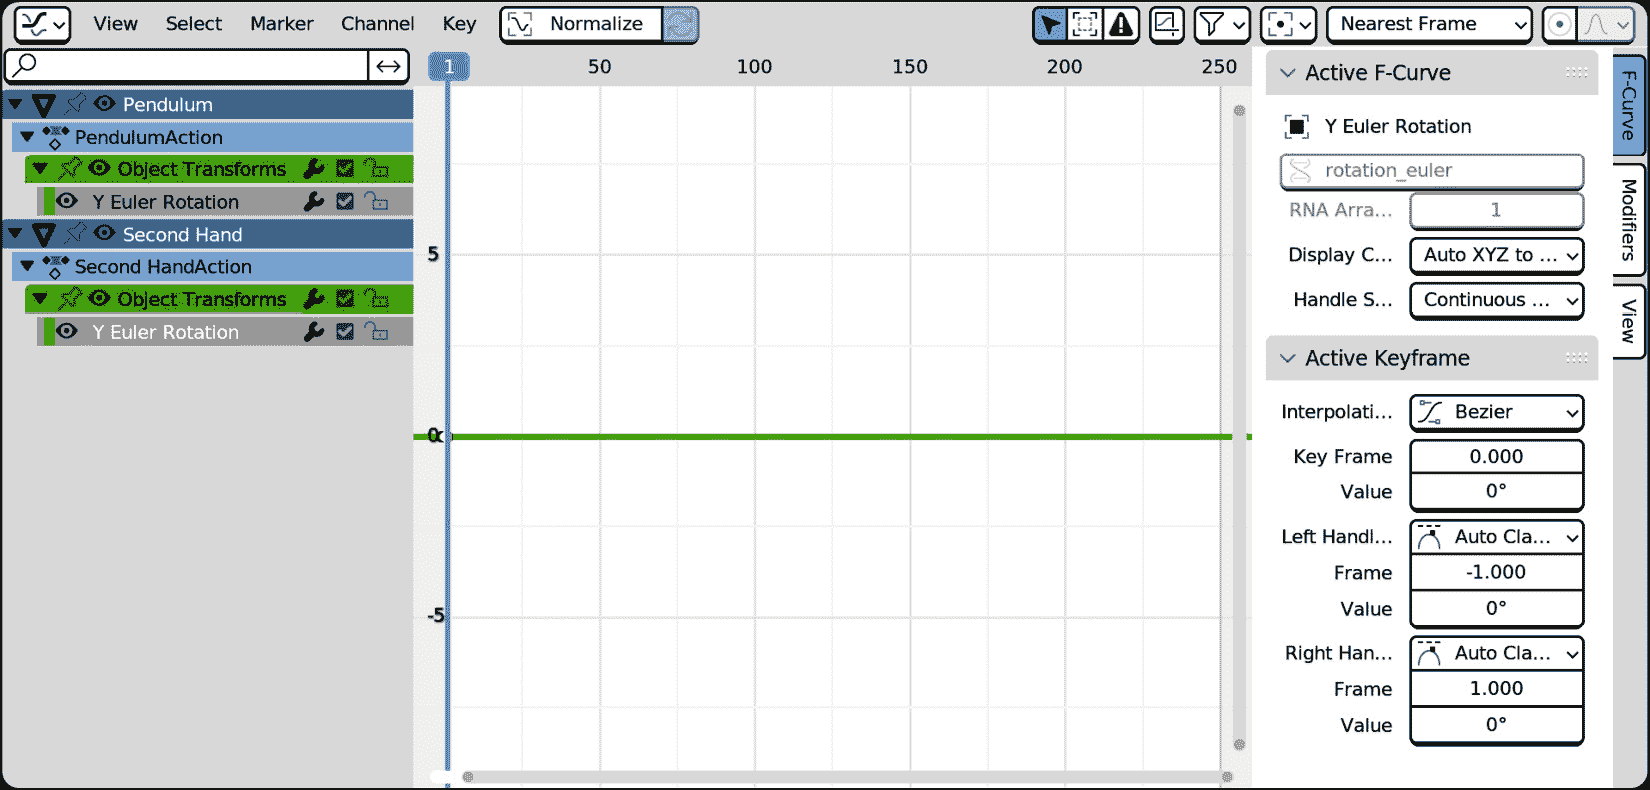 View Select Marker Channel Key Normalize Nearest Frame
1 50 100 150 200 250
Pendulum
PendulumAction
Object Transforms
Y Euler Rotation
Second Hand
Second HandAction
Object Transforms
Y Euler Rotation
5
0
-5
Active F-Curve
Y Euler Rotation
rotation_euler
RNA Arra... 1
Display C... Auto XYZ to ...
Handle S... Continuous ...
Active Keyframe
Interpolati... Bezier
Key Frame 0.000
Value 0°
Left Handl... Auto Cla...
Frame -1.000
Value 0°
Right Han... Auto Cla...
Frame 1.000
Value 0°
F-Curve
Modifiers
View